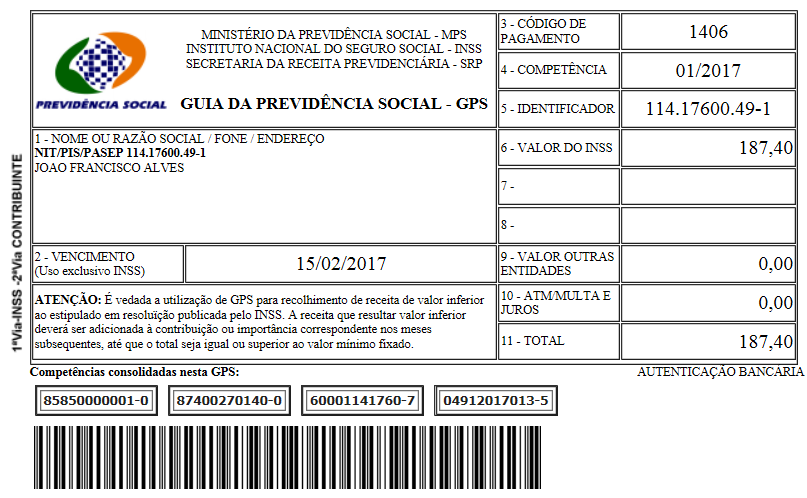 MINISTÉRIO DA PREVIDÊNCIA SOCIAL - MPS
INSTITUTO NACIONAL DO SEGURO SOCIAL - INSS
SECRETARIA DA RECEITA PREVIDENCIÁRIA - SRP
PREVIDÊNCIA SOCIAL
GUIA DA PREVIDÊNCIA SOCIAL - GPS
3 - CÓDIGO DE
PAGAMENTO
1406
4 - COMPETÊNCIA
01/2017
5 - IDENTIFICADOR
114.17600.49-1
1 - NOME OU RAZÃO SOCIAL / FONE / ENDEREÇO
NIT/PIS/PASEP 114.17600.49-1
JOAO FRANCISCO ALVES
6 - VALOR DO INSS
187,40
7 -
8 -
2 - VENCIMENTO
(Uso exclusivo INSS)
15/02/2017
9 - VALOR OUTRAS
ENTIDADES
0,00
ATENÇÃO: É vedada a utilização de GPS para recolhimento de receita de valor inferior
ao estipulado em resolução publicada pelo INSS. A receita que resultar valor inferior
deverá ser adicionada à contribuição ou importância correspondente nos meses
subsequentes, até que o total seja igual ou superior ao valor mínimo fixado.
10 - ATM/MULTA E
JUROS
0,00
11 - TOTAL
187,40
1ªVia-INSS -2ªVia CONTRIBUINTE
Competências consolidadas nesta GPS:
AUTENTICAÇÃO BANCÁRIA
85850000001-0 87400270140-0 60001141760-7 04912017013-5